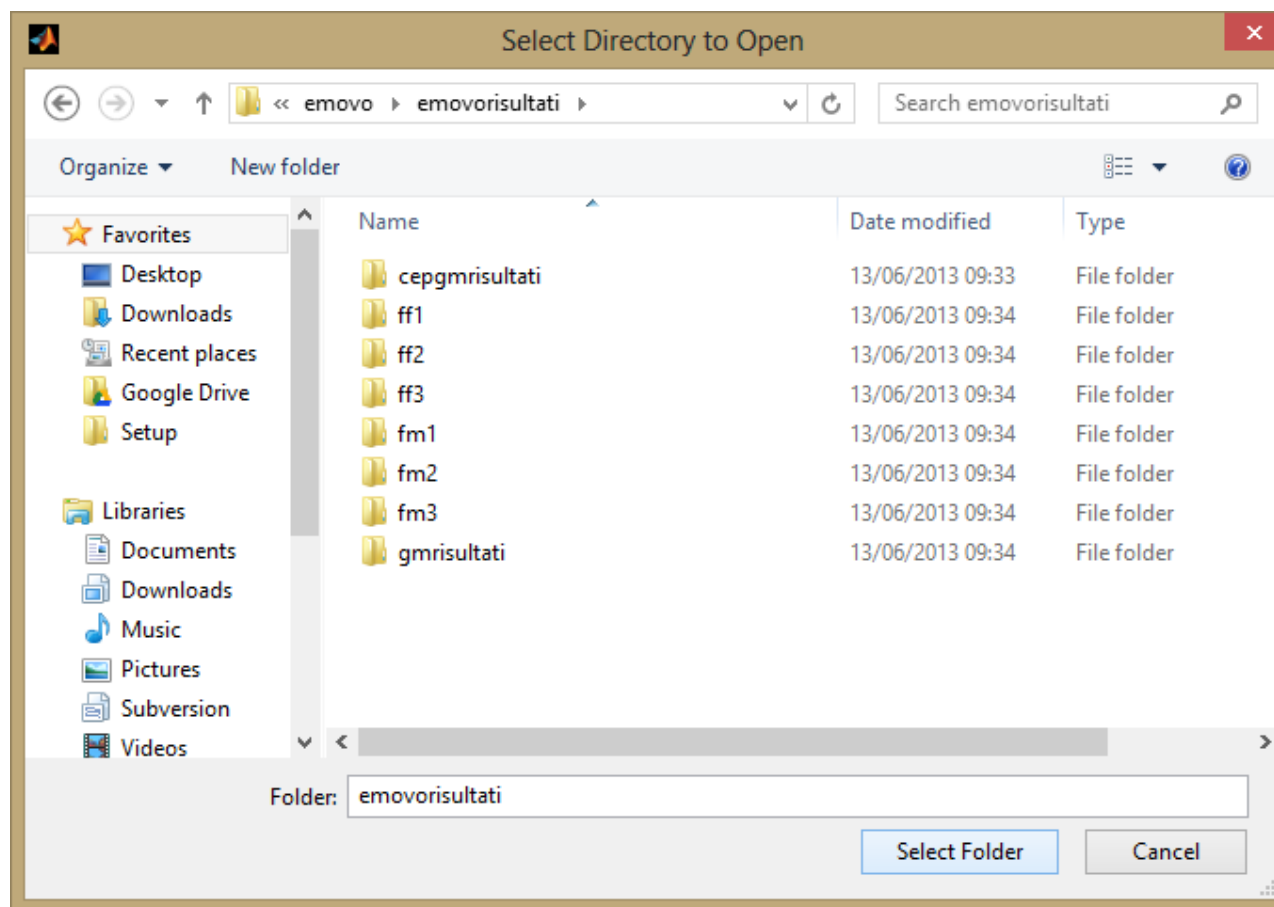 Select Directory to Open
« emovo emovorisultati
Search emovorisultati
Organize
New folder
Name Date modified Type
Favorites
Desktop
Downloads
Recent places
Google Drive
Setup
Libraries
Documents
Downloads
Music
Pictures
Subversion
Videos
cepgmrisultati 13/06/2013 09:33 File folder
ff1 13/06/2013 09:34 File folder
ff2 13/06/2013 09:34 File folder
ff3 13/06/2013 09:34 File folder
fm1 13/06/2013 09:34 File folder
fm2 13/06/2013 09:34 File folder
fm3 13/06/2013 09:34 File folder
gmrisultati 13/06/2013 09:34 File folder
Folder: emovorisultati
Select Folder Cancel